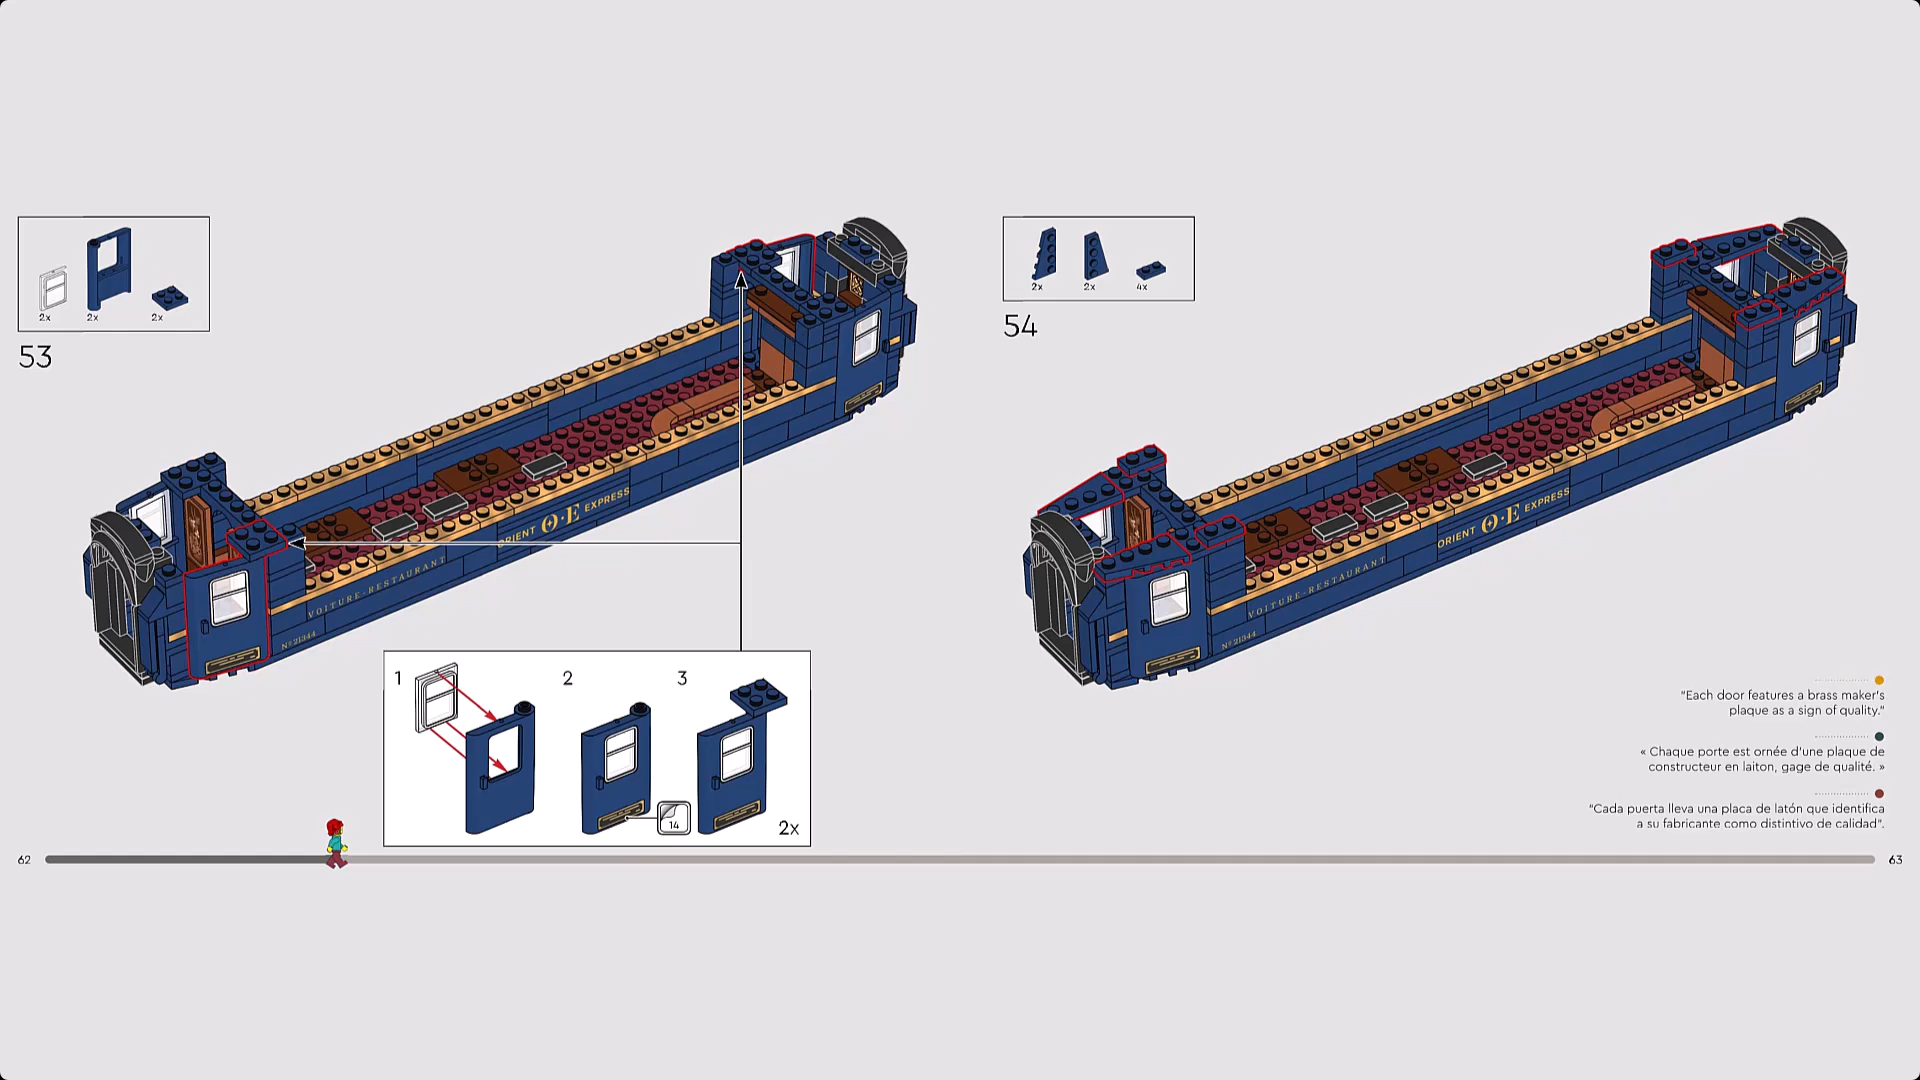 2x
2x
2x
53
VOITURE-RESTAURANT
Nº 21344
ORIENT O·E EXPRESS
1
2
3
14
2x
62
2x
2x
4x
54
VOITURE-RESTAURANT
Nº 21344
ORIENT O·E EXPRESS
"Each door features a brass maker's
plaque as a sign of quality."
« Chaque porte est ornée d'une plaque de
constructeur en laiton, gage de qualité. »
"Cada puerta lleva una placa de latón que identifica
a su fabricante como distintivo de calidad".
63